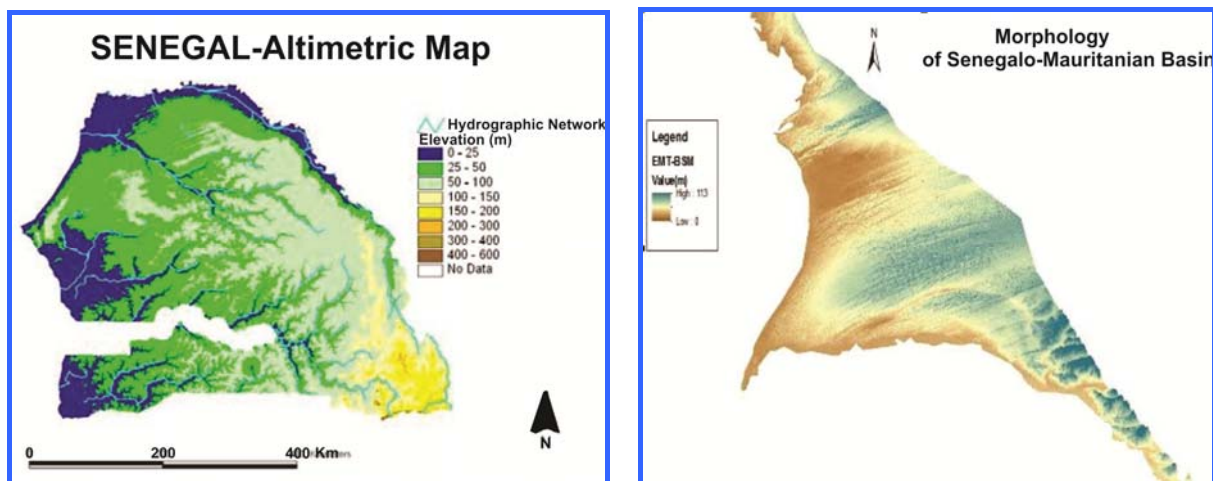 SENEGAL-Altimetric Map
Hydrographic Network
Elevation (m)
0 - 25
25 - 50
50 - 100
100 - 150
150 - 200
200 - 300
300 - 400
400 - 600
No Data
N
0 200 400 Km
Morphology
of Senegalo-Mauritanian Basin
N
Legend
EMT-BSM
Value(m)
High : 113
Low : 0